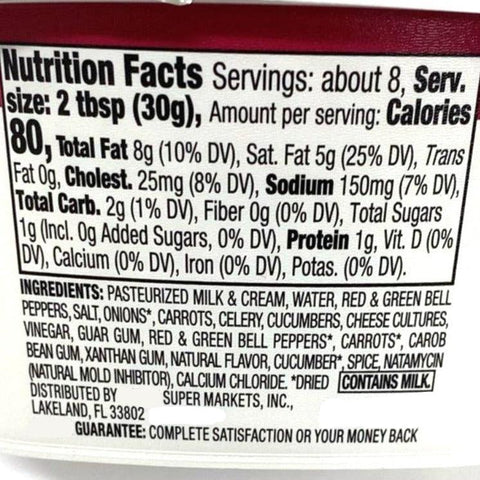 Nutrition Facts Servings: about 8, Serv.
size: 2 tbsp (30g), Amount per serving: Calories
80, Total Fat 8g (10% DV), Sat. Fat 5g (25% DV), Trans
Fat 0g, Cholest. 25mg (8% DV), Sodium 150mg (7% DV),
Total Carb. 2g (1% DV), Fiber 0g (0% DV), Total Sugars
1g (Incl. 0g Added Sugars, 0% DV), Protein 1g, Vit. D (0%
DV), Calcium (0% DV), Iron (0% DV), Potas. (0% DV).
INGREDIENTS: PASTEURIZED MILK & CREAM, WATER, RED & GREEN BELL
PEPPERS, SALT, ONIONS*, CARROTS, CELERY, CUCUMBERS, CHEESE CULTURES,
VINEGAR, GUAR GUM, RED & GREEN BELL PEPPERS*, CARROTS*, CAROB
BEAN GUM, XANTHAN GUM, NATURAL FLAVOR, CUCUMBER*, SPICE, NATAMYCIN
(NATURAL MOLD INHIBITOR), CALCIUM CHLORIDE. *DRIED CONTAINS MILK.
DISTRIBUTED BY SUPER MARKETS, INC.,
LAKELAND, FL 33802
GUARANTEE: COMPLETE SATISFACTION OR YOUR MONEY BACK